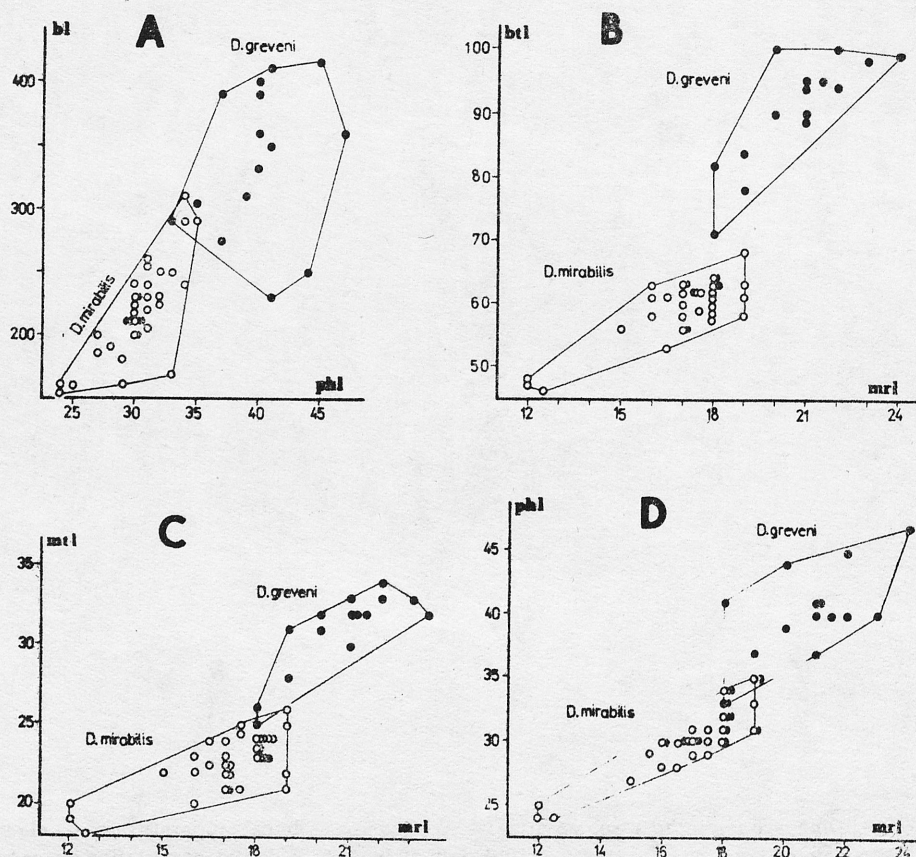 A
bl
D.greveni
400
300
D.mirabilis
200
phl
25 30 35 40 45
B
btl
100
D.greveni
90
80
70
D.mirabilis
60
50
mrl
12 15 18 21 24
C
mtl
35
D.greveni
30
25
D.mirabilis
20
mrl
12 15 18 21
D
phl
D.greveni
45
40
35
D.mirabilis
30
25
mrl
12 14 16 18 20 22 24